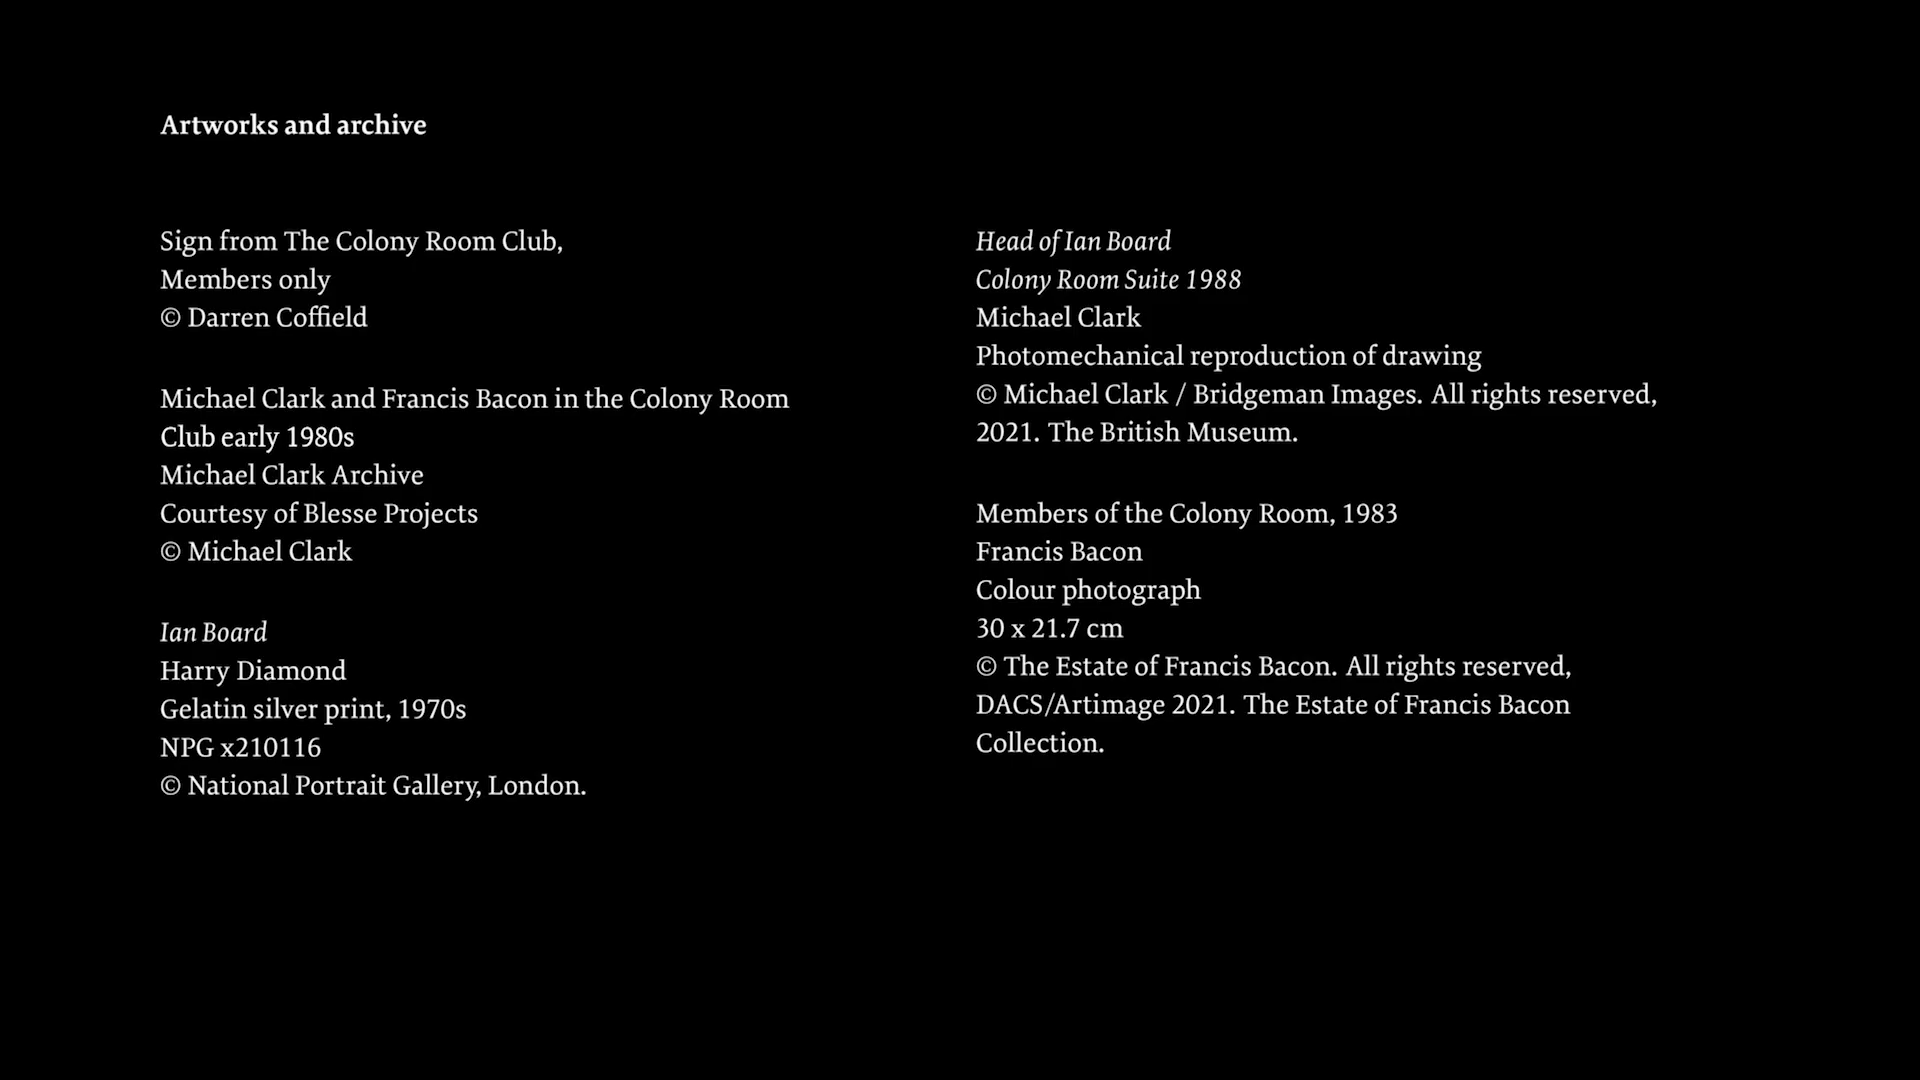 Artworks and archive
Sign from The Colony Room Club,
Members only
© Darren Coffield
Michael Clark and Francis Bacon in the Colony Room
Club early 1980s
Michael Clark Archive
Courtesy of Blesse Projects
© Michael Clark
Ian Board
Harry Diamond
Gelatin silver print, 1970s
NPG x210116
© National Portrait Gallery, London.
Head of Ian Board
Colony Room Suite 1988
Michael Clark
Photomechanical reproduction of drawing
© Michael Clark / Bridgeman Images. All rights reserved,
2021. The British Museum.
Members of the Colony Room, 1983
Francis Bacon
Colour photograph
30 x 21.7 cm
© The Estate of Francis Bacon. All rights reserved,
DACS/Artimage 2021. The Estate of Francis Bacon
Collection.